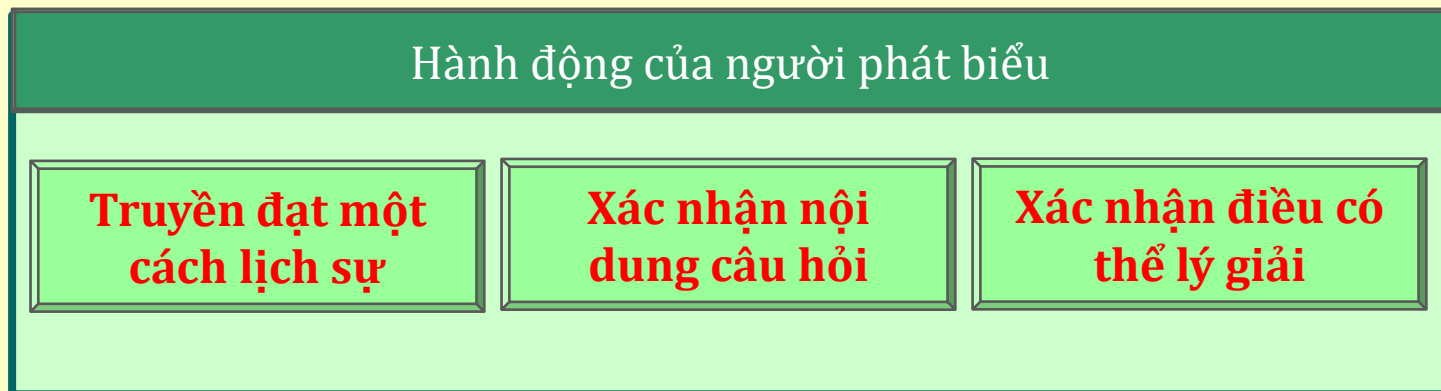 Hành động của người phát biểu
Truyền đạt một
cách lịch sự
Xác nhận nội
dung câu hỏi
Xác nhận điều có
thể lý giải